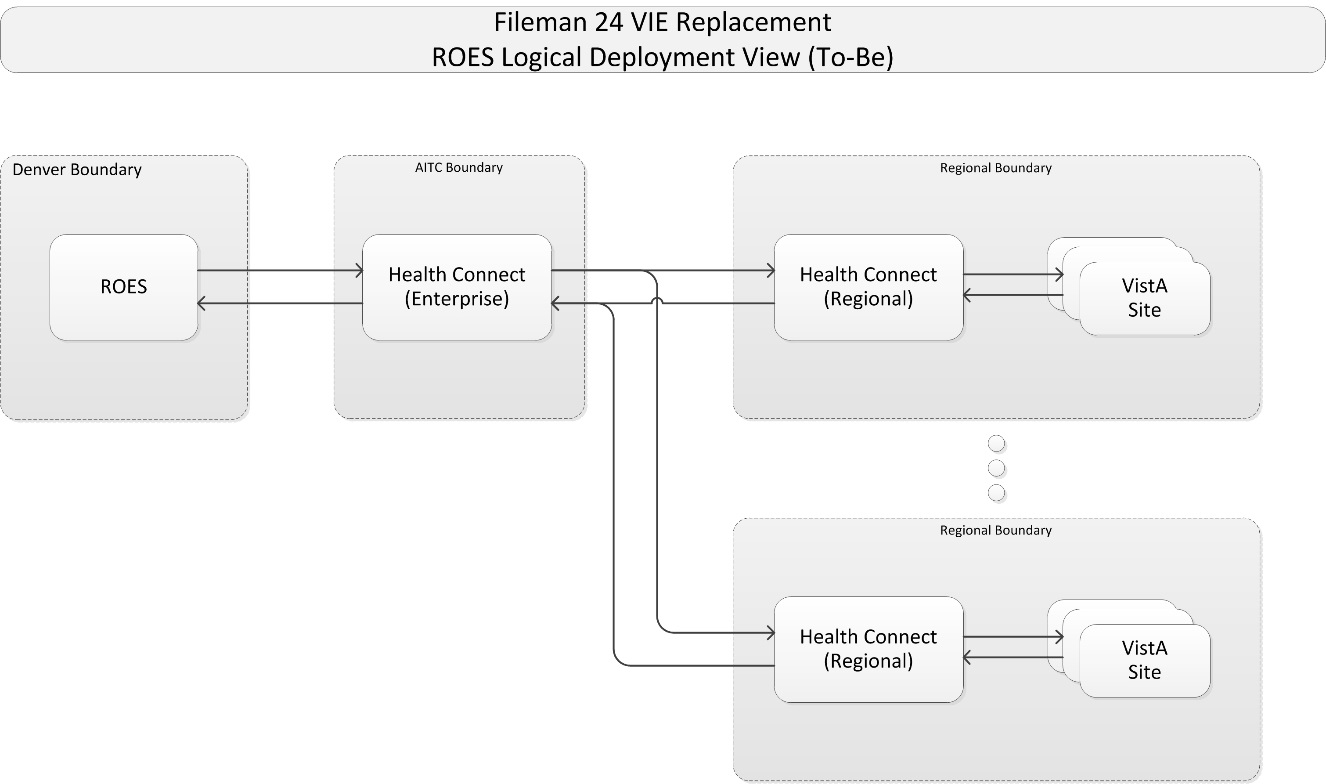 Fileman 24 VIE Replacement
ROES Logical Deployment View (To-Be)
Denver Boundary
ROES
AITC Boundary
Health Connect
(Enterprise)
Regional Boundary
Health Connect
(Regional)
VistA
Site
Regional Boundary
Health Connect
(Regional)
VistA
Site